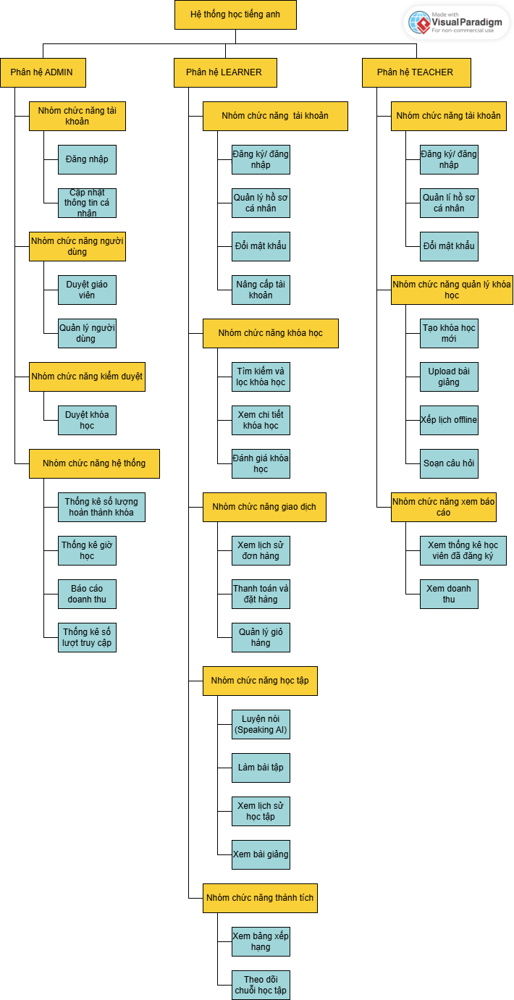 Hệ thống học tiếng anh
Made with
Visual Paradigm
For non-commercial use
Phân hệ ADMIN
Nhóm chức năng tài
khoản
Đăng nhập
Cập nhật
thông tin cá
nhân
Nhóm chức năng người
dùng
Duyệt giáo
viên
Quản lý người
dùng
Nhóm chức năng kiểm duyệt
Duyệt khóa
học
Nhóm chức năng hệ thống
Thống kê số lượng
hoàn thành khóa
Thống kê giờ
học
Báo cáo
doanh thu
Thống kê số
lượt truy cập
Phân hệ LEARNER
Nhóm chức năng tài khoản
Đăng ký/ đăng
nhập
Quản lý hồ sơ
cá nhân
Đổi mật khẩu
Nâng cấp tài
khoản
Nhóm chức năng khóa học
Tìm kiếm và
lọc khóa học
Xem chi tiết
khóa học
Đánh giá khóa
học
Nhóm chức năng giao dịch
Xem lịch sử
đơn hàng
Thanh toán và
đặt hàng
Quản lý giỏ
hàng
Nhóm chức năng học tập
Luyện nói
(Speaking AI)
Làm bài tập
Xem lịch sử
học tập
Xem bài giảng
Nhóm chức năng thành tích
Xem bảng xếp
hạng
Theo dõi
chuỗi học tập
Phân hệ TEACHER
Nhóm chức năng tài khoản
Đăng ký/ đăng
nhập
Quản lí hồ sơ
cá nhân
Đổi mật khẩu
Nhóm chức năng quản lý khóa
học
Tạo khóa học
mới
Upload bài
giảng
Xếp lịch offline
Soạn câu hỏi
Nhóm chức năng xem báo
cáo
Xem thống kê học
viên đã đăng ký
Xem doanh
thu